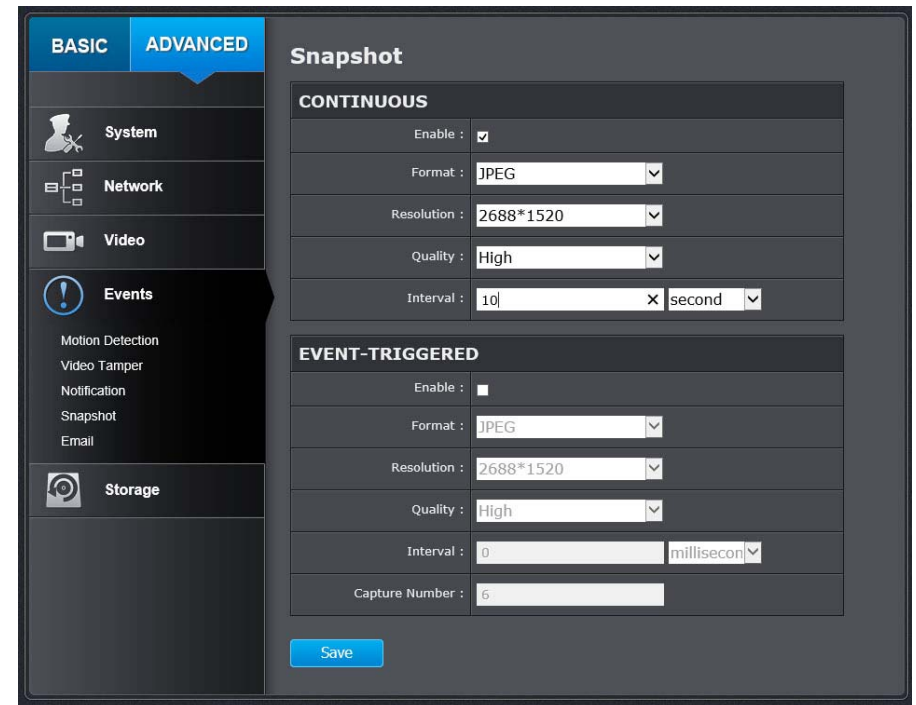 BASIC ADVANCED
Snapshot
CONTINUOUS
Enable :
Format : JPEG
Resolution : 2688*1520
Quality : High
Interval : 10 second
System
Network
Video
Events
Motion Detection
Video Tamper
Notification
Snapshot
Email
Storage
EVENT-TRIGGERED
Enable :
Format : JPEG
Resolution : 2688*1520
Quality : High
Interval : 0 millisecon
Capture Number : 6
Save